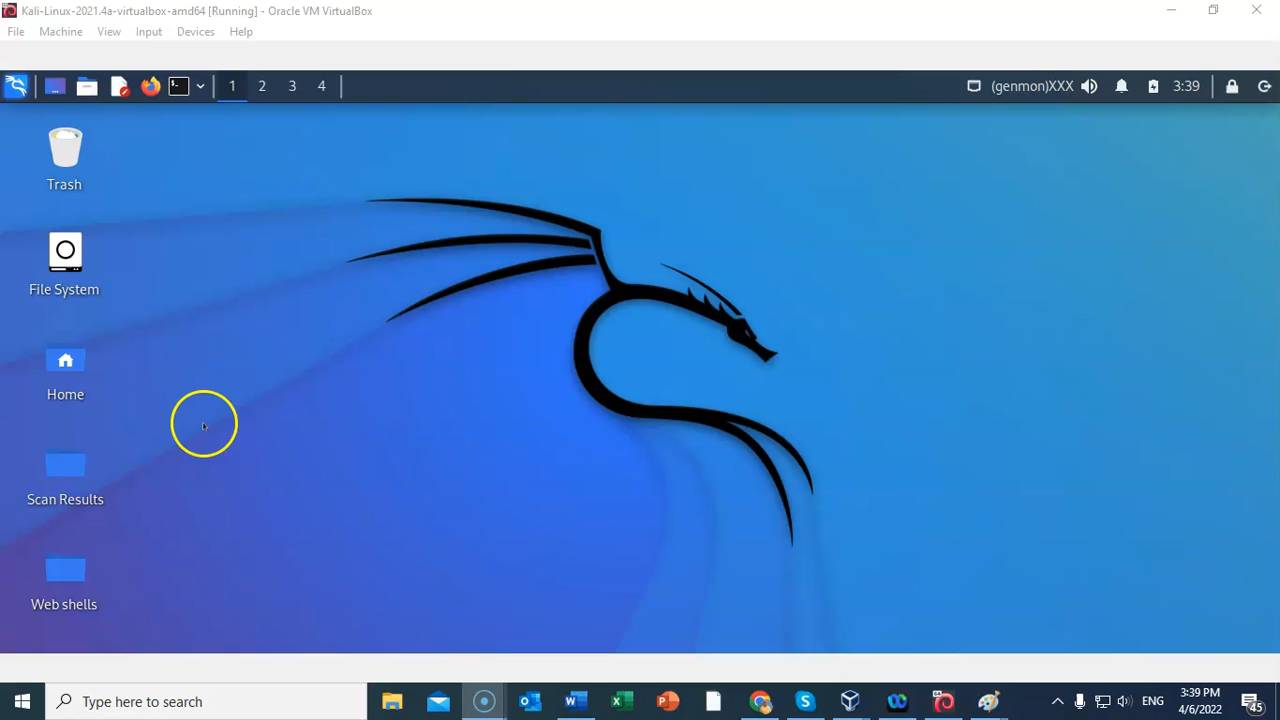 Kali-Linux-2021.4a-virtualbox-amd64 [Running] - Oracle VM VirtualBox
File Machine View Input Devices Help
1 2 3 4 (genmon)XXX 3:39
Trash
File System
Home
Scan Results
Web shells
Type here to search
ENG
3:39 PM
4/6/2022
45